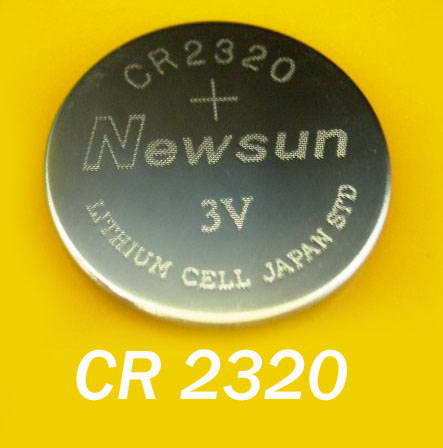 CR2320
+
Newsun
3V
LITHIUM CELL JAPAN STD
CR 2320